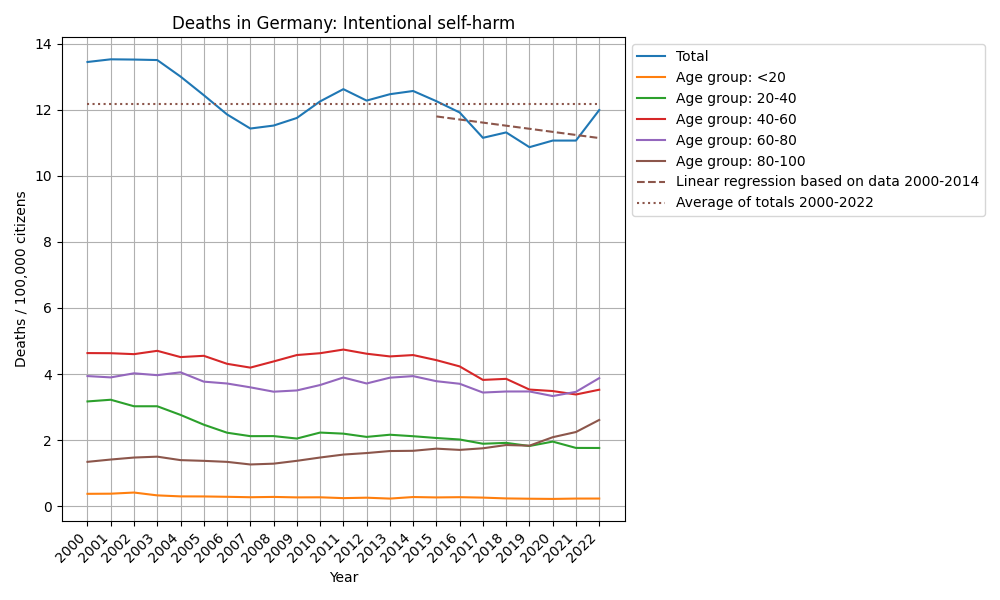 Deaths in Germany: Intentional self-harm
Deaths / 100,000 citizens
14
12
10
8
6
4
2
0
2000
2001
2002
2003
2004
2005
2006
2007
2008
2009
2010
2011
2012
2013
2014
2015
2016
2017
2018
2019
2020
2021
2022
Year
Total
Age group: <20
Age group: 20-40
Age group: 40-60
Age group: 60-80
Age group: 80-100
Linear regression based on data 2000-2014
Average of totals 2000-2022